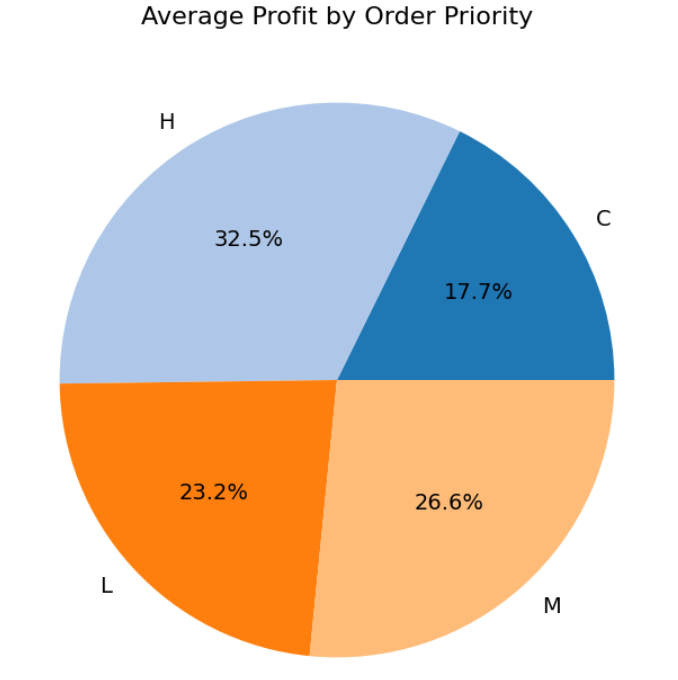 Average Profit by Order Priority
H
C
32.5%
17.7%
23.2%
26.6%
L
M